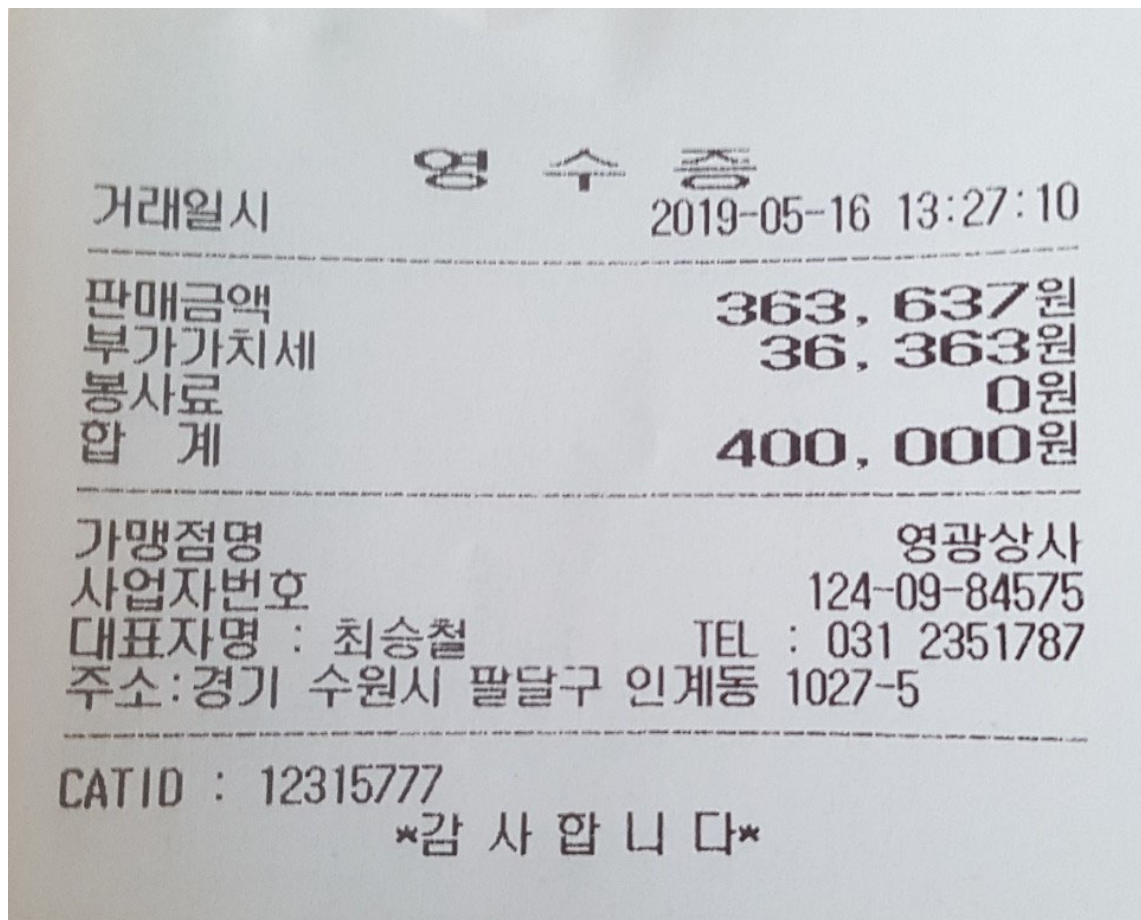 영 수 증
거래일시 2019-05-16 13:27:10
판매금액 363,637원
부가가치세 36,363원
봉사료 0원
합 계 400,000원
가맹점명 영광상사
사업자번호 124-09-84575
대표자명 : 최승철 TEL : 031 2351787
주소:경기 수원시 팔달구 인계동 1027-5
CATID : 12315777
*감 사 합 니 다*